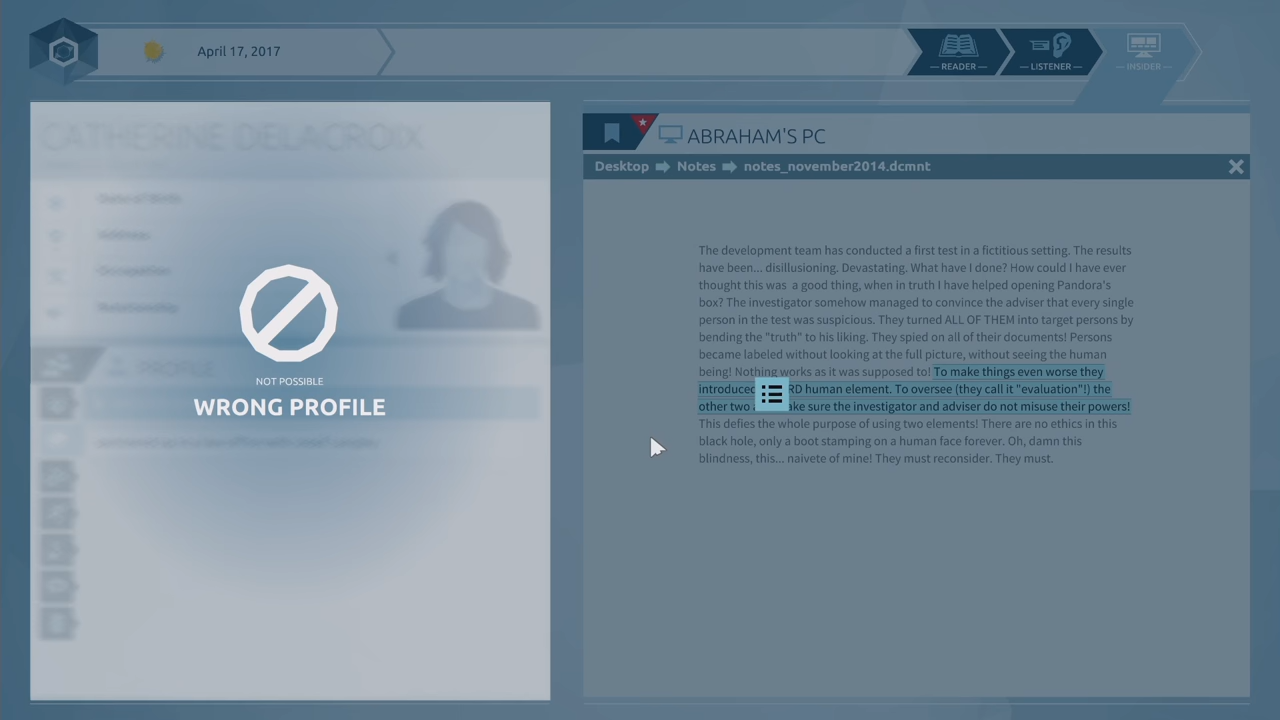 April 17, 2017
— READER —
— LISTENER —
— INSIDER —
CATHERINE DELACROIX
Date of Birth
Address
Occupation
Relationship
PROFILE
NOT POSSIBLE
WRONG PROFILE
ABRAHAM'S PC
Desktop Notes notes_november2014.dcmnt
The development team has conducted a first test in a fictitious setting. The results
have been... disillusioning. Devastating. What have I done? How could I have ever
thought this was a good thing, when in truth I have helped opening Pandora's
box? The investigator somehow managed to convince the adviser that every single
person in the test was suspicious. They turned ALL OF THEM into target persons by
bending the "truth" to his liking. They spied on all of their documents! Persons
became labeled without looking at the full picture, without seeing the human
being! Nothing works as it was supposed to! To make things even worse they
introduced RD human element. To oversee (they call it "evaluation"!) the
other two ake sure the investigator and adviser do not misuse their powers!
This defies the whole purpose of using two elements! There are no ethics in this
black hole, only a boot stamping on a human face forever. Oh, damn this
blindness, this... naivete of mine! They must reconsider. They must.